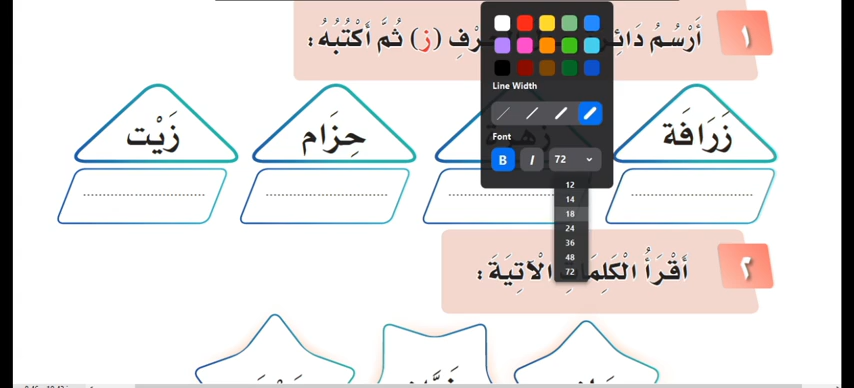 ١
أَرْسُمُ دَائِر رْفِ (ز) ثُمَّ أَكْتُبُهُ :
زَرَافَة
زَهْرَة
حِزَام
زَيْت
Line Width
Font
B I 72
12
14
18
24
36
48
72
٢
أَقْرَأُ الْكَلِمَاتِ الْآتِيَةَ :